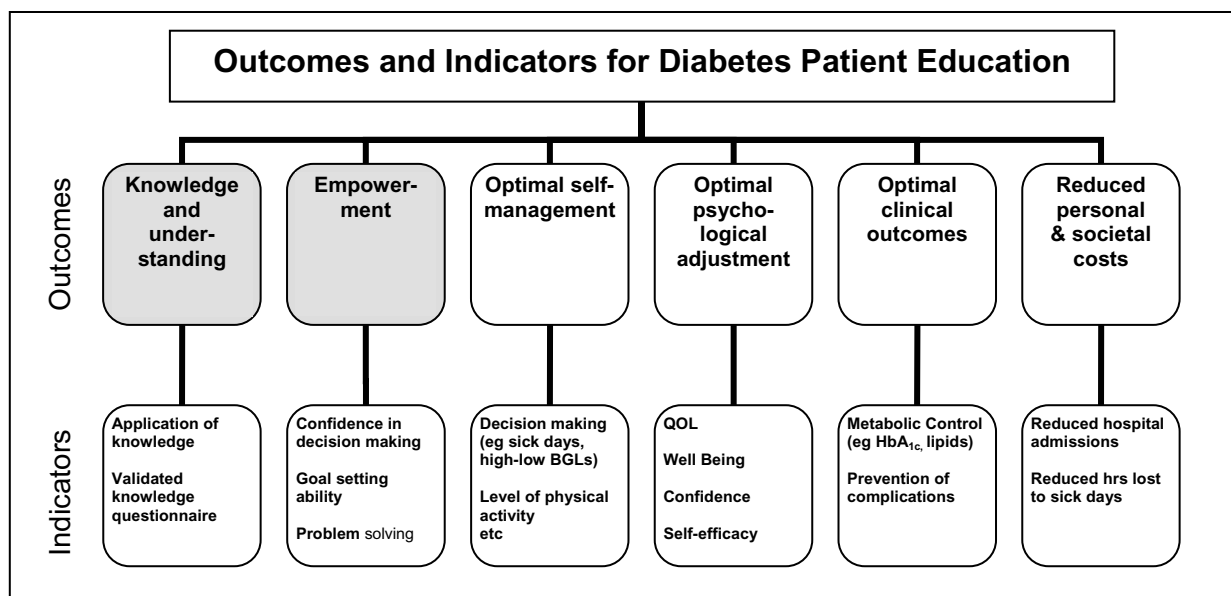 Outcomes and Indicators for Diabetes Patient Education
Outcomes
Knowledge
and
under-
standing
Empower-
ment
Optimal self-
management
Optimal
psycho-
logical
adjustment
Optimal
clinical
outcomes
Reduced
personal
& societal
costs
Indicators
Application of
knowledge
Validated
knowledge
questionnaire
Confidence in
decision making
Goal setting
ability
Problem solving
Decision making
(eg sick days,
high-low BGLs)
Level of physical
activity
etc
QOL
Well Being
Confidence
Self-efficacy
Metabolic Control
(eg HbA1c, lipids)
Prevention of
complications
Reduced hospital
admissions
Reduced hrs lost
to sick days